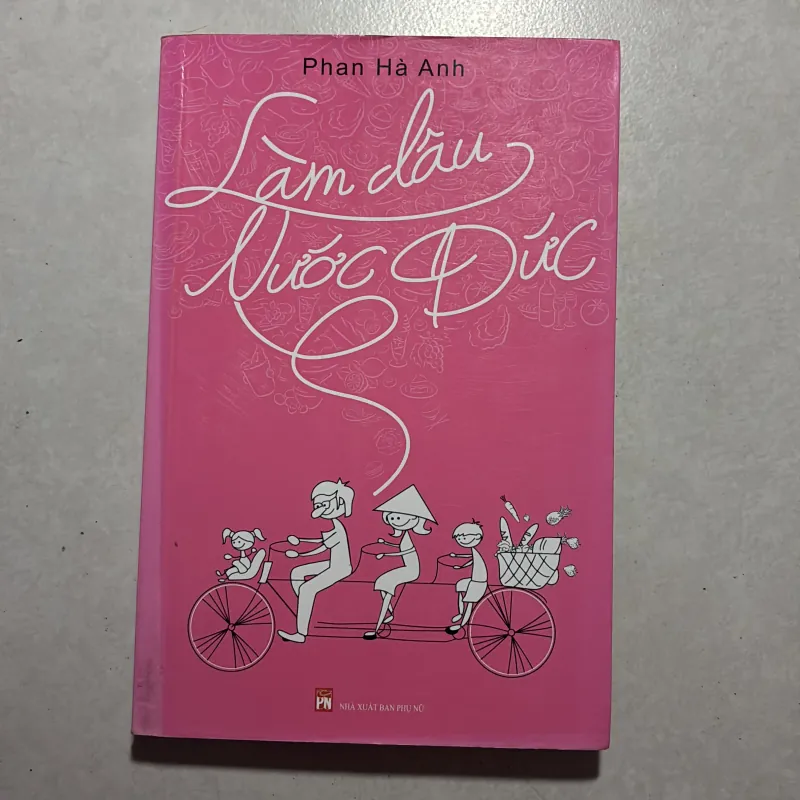 Phan Hà Anh
Làm dâu
Nước Đức
PN
NHÀ XUẤT BẢN PHỤ NỮ